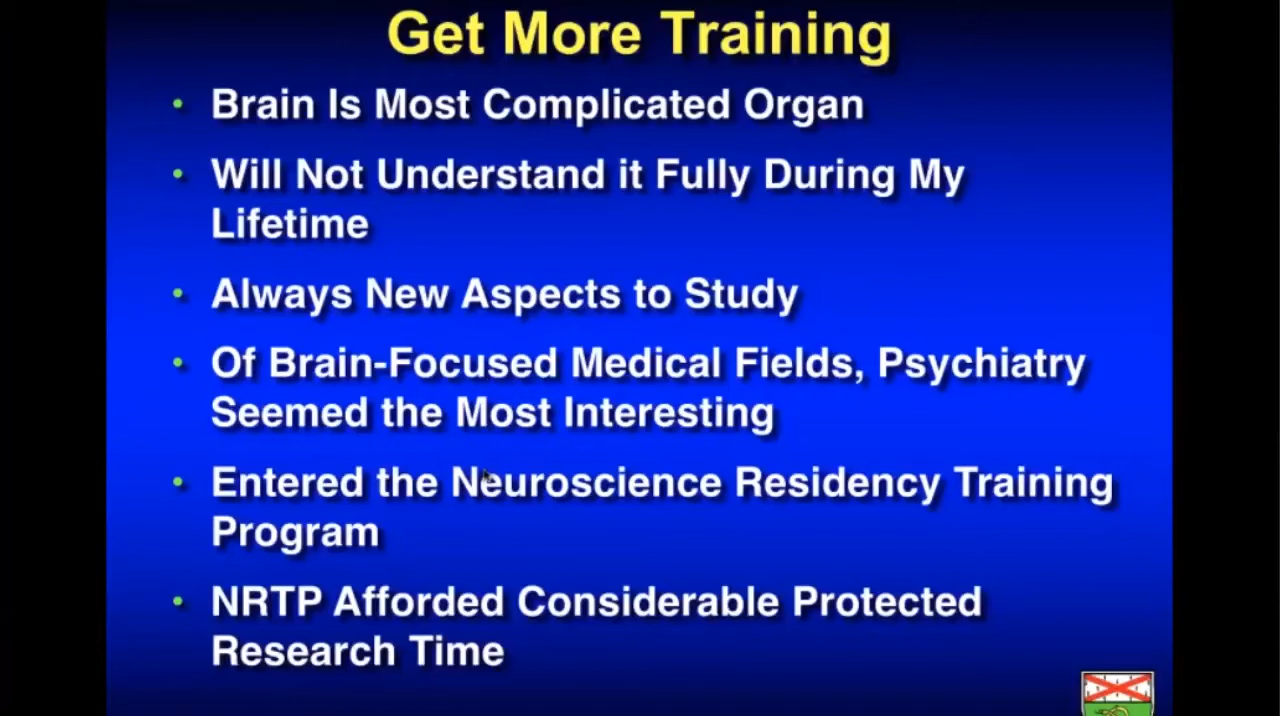 Get More Training
• Brain Is Most Complicated Organ
• Will Not Understand it Fully During My
Lifetime
• Always New Aspects to Study
• Of Brain-Focused Medical Fields, Psychiatry
Seemed the Most Interesting
• Entered the Neuroscience Residency Training
Program
• NRTP Afforded Considerable Protected
Research Time